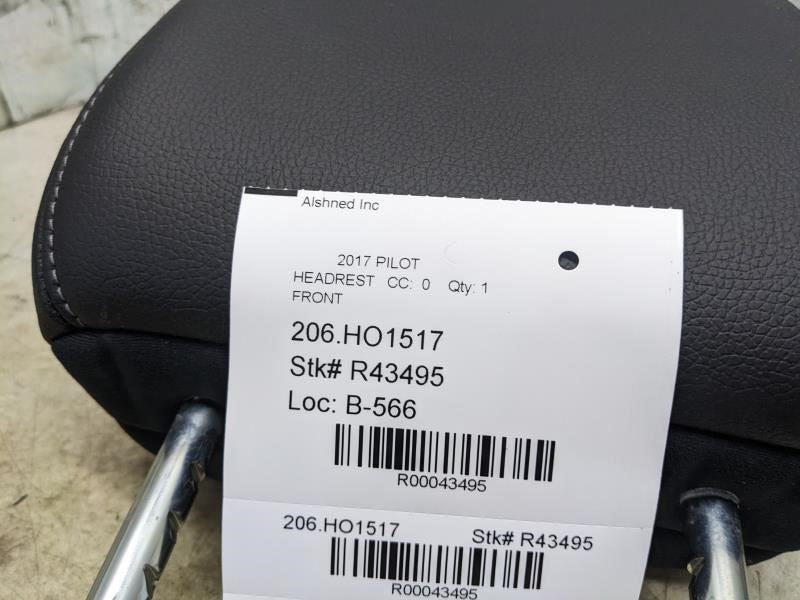 Alshned Inc
2017 PILOT
HEADREST CC: 0 Qty: 1
FRONT
206.HO1517
Stk# R43495
Loc: B-566
R00043495
206.HO1517 Stk# R43495
R00043495